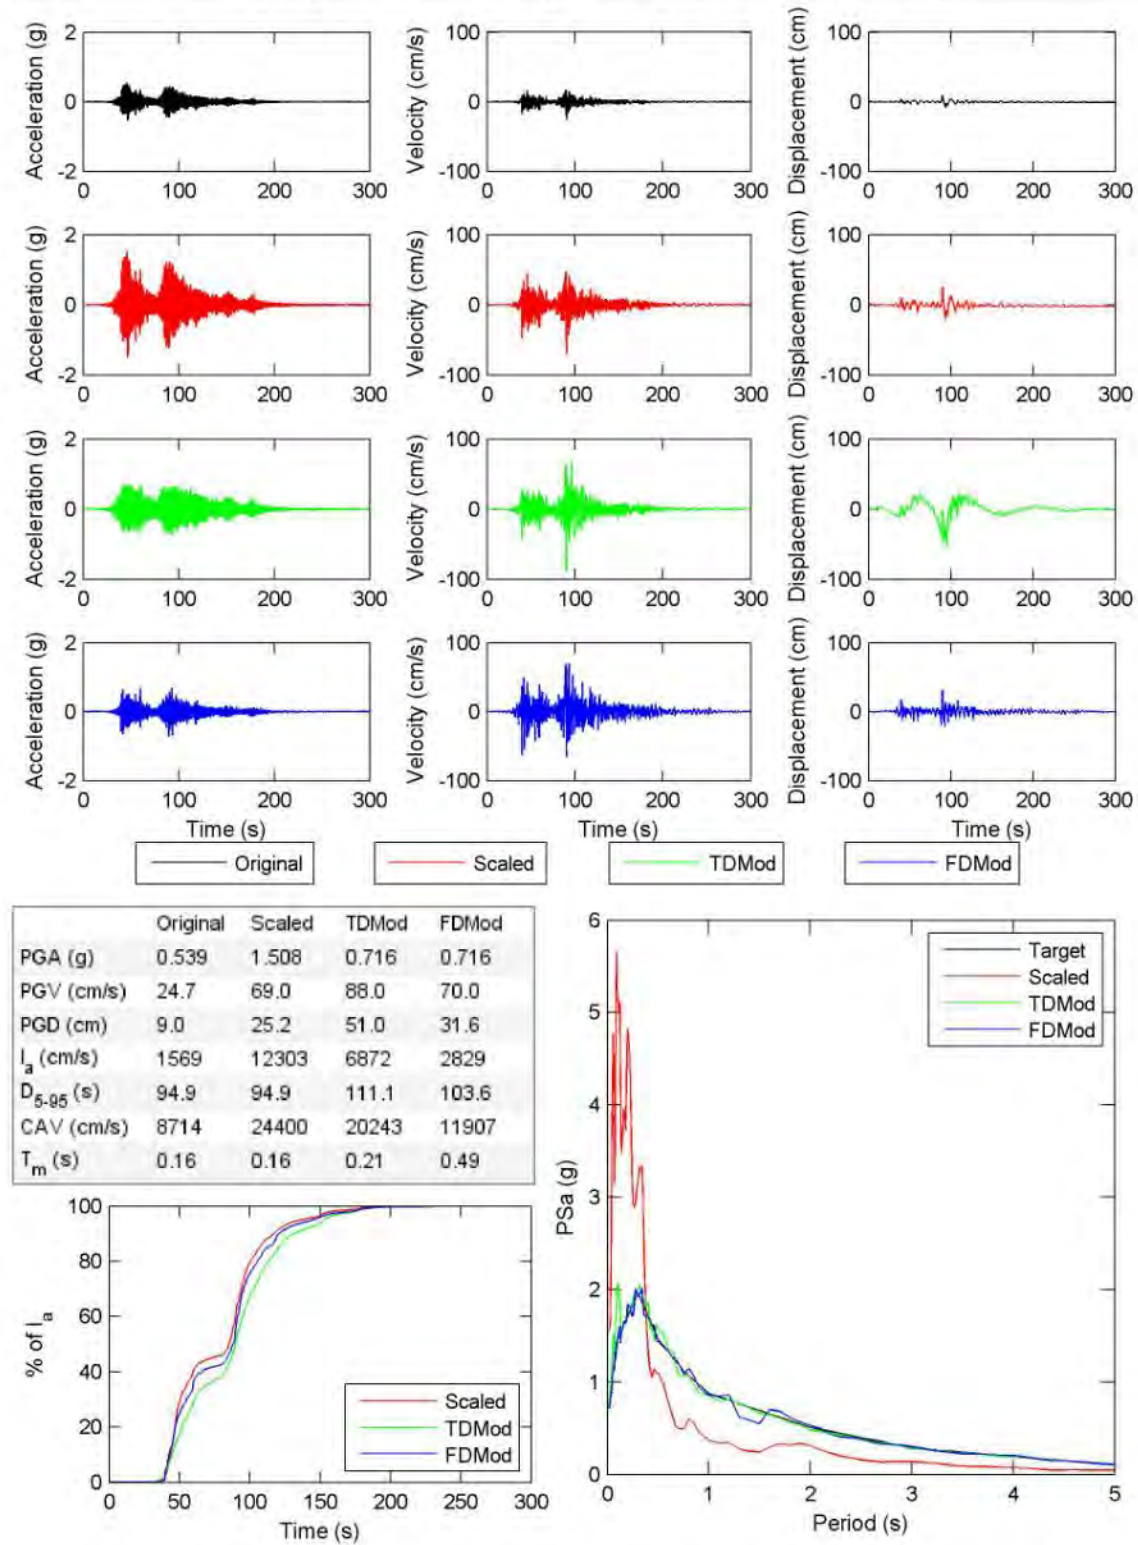 Acceleration (g)
2
0
-2
0 100 200 300
Velocity (cm/s)
100
0
-100
0 100 200 300
Displacement (cm)
100
0
-100
0 100 200 300
Acceleration (g)
2
0
-2
0 100 200 300
Velocity (cm/s)
100
0
-100
0 100 200 300
Displacement (cm)
100
0
-100
0 100 200 300
Acceleration (g)
2
0
-2
0 100 200 300
Velocity (cm/s)
100
0
-100
0 100 200 300
Displacement (cm)
100
0
-100
0 100 200 300
Acceleration (g)
2
0
-2
0 100 200 300
Time (s)
Velocity (cm/s)
100
0
-100
0 100 200 300
Time (s)
Displacement (cm)
100
0
-100
0 100 200 300
Time (s)
Original
Scaled
TDMod
FDMod
Original Scaled TDMod FDMod
PGA (g) 0.539 1.508 0.716 0.716
PGV (cm/s) 24.7 69.0 88.0 70.0
PGD (cm) 9.0 25.2 51.0 31.6
Ia (cm/s) 1569 12303 6872 2829
D5-95 (s) 94.9 94.9 111.1 103.6
CAV (cm/s) 8714 24400 20243 11907
Tm (s) 0.16 0.16 0.21 0.49
% of Ia
100
80
60
40
20
0
0 50 100 150 200 250 300
Time (s)
Scaled
TDMod
FDMod
PSa (g)
6
5
4
3
2
1
0
0 1 2 3 4 5
Period (s)
Target
Scaled
TDMod
FDMod